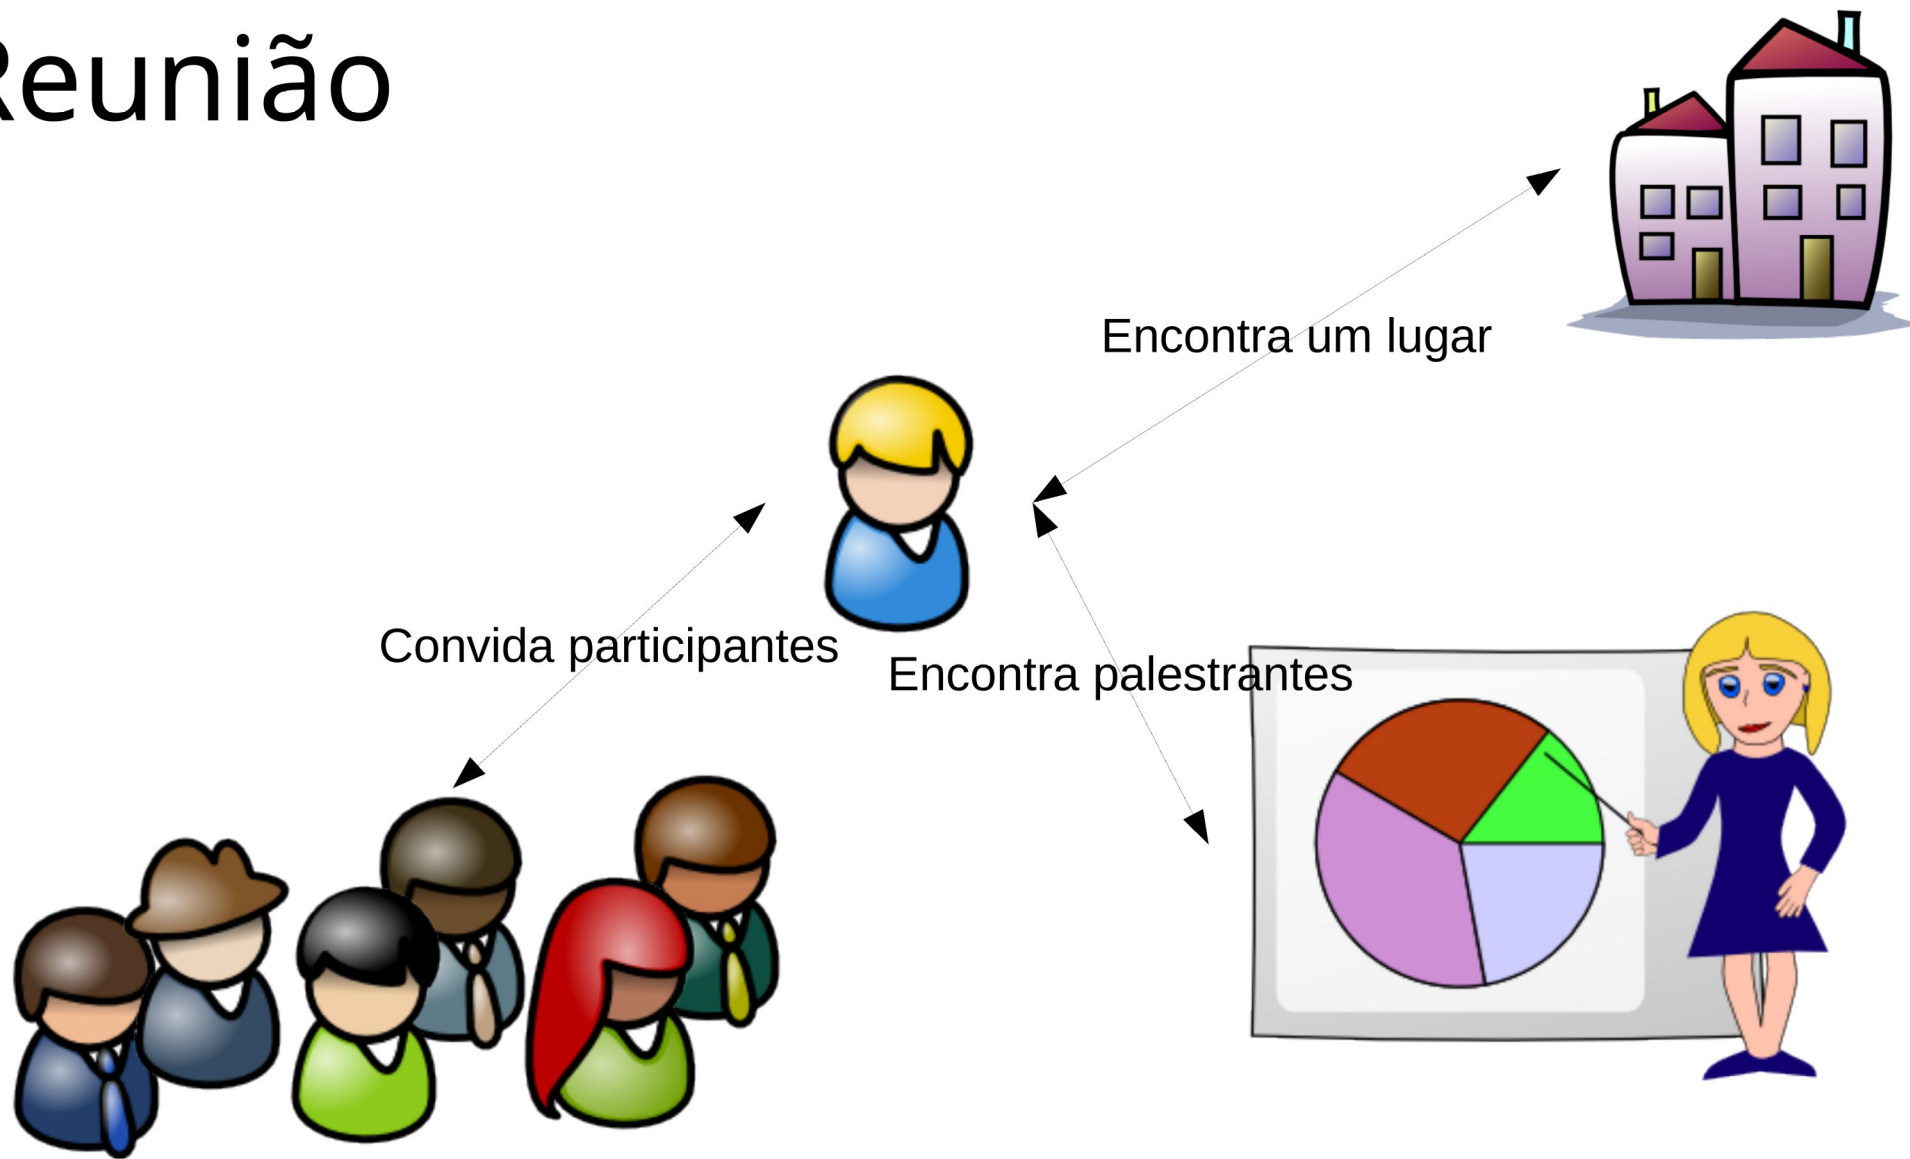 Reunião
Encontra um lugar
Convida participantes
Encontra palestrantes